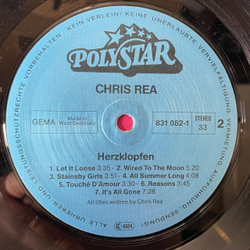 POLYSTAR
CHRIS REA
GEMA
Made in
West Germany
831 082-1
STEREO
33
2
Herzklopfen
1. Let It Loose 3:55 2. Wired To The Moon 5:20
3. Stainsby Girls 3:51 4. All Summer Long 4:08
5. Touché D'Amour 3:30 6. Reasons 3:45
7. It's All Gone 7:28
All titles written by Chris Rea